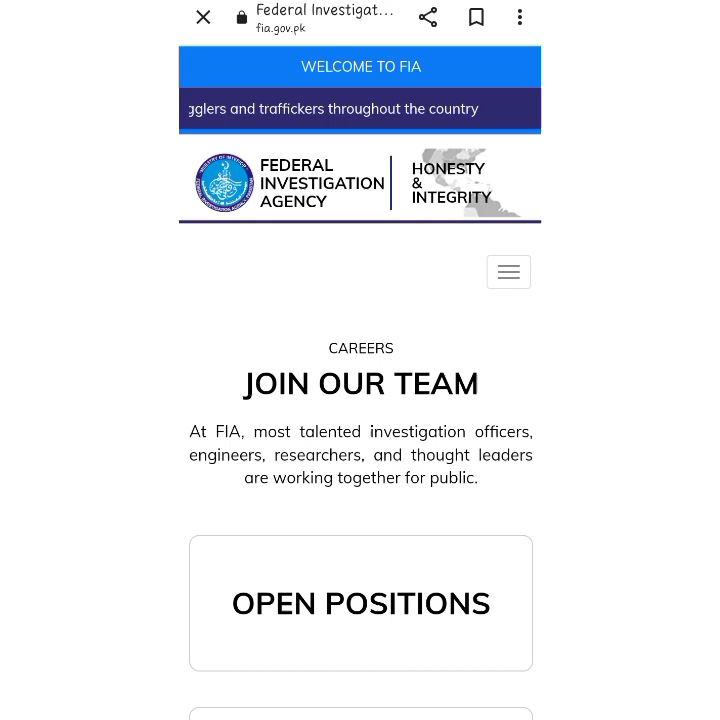 Federal Investigat...
fia.gov.pk
WELCOME TO FIA
gglers and traffickers throughout the country
FEDERAL
INVESTIGATION
AGENCY
HONESTY
&
INTEGRITY
CAREERS
JOIN OUR TEAM
At FIA, most talented investigation officers,
engineers, researchers, and thought leaders
are working together for public.
OPEN POSITIONS